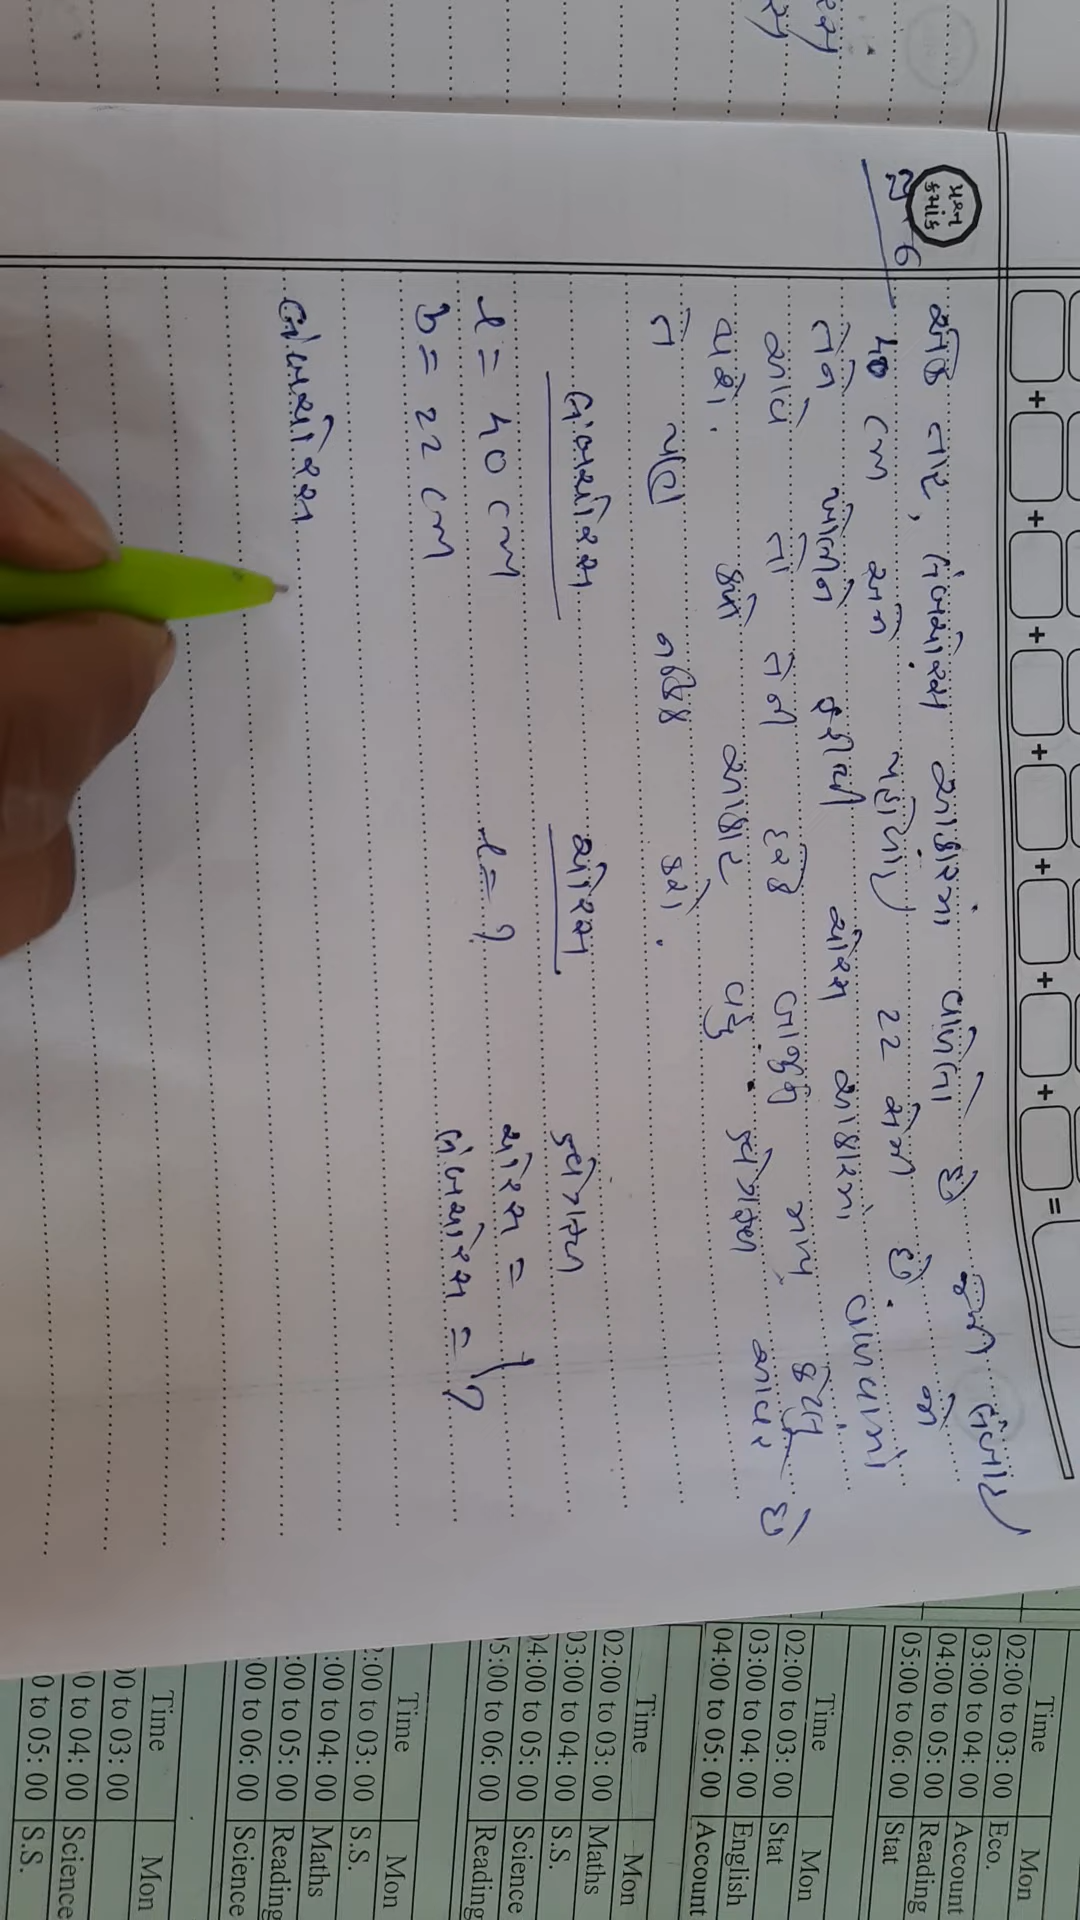 પ્રશ્ન
ક્રમાંક
+ + + + + + + =
6
એક તાર, લંબચોરસ આકારમાં વાળેલો છે જેની લંબાઈ
40 cm અને પહોળાઈ 22 સેમી છે. જો
તેને ખોલીને ફરીથી ચોરસ આકારમાં વાળવામાં
આવે તો તેની દરેક બાજુનું માપ કેટલું
થશે. કયો આકાર વધુ ક્ષેત્રફળ આવરે છે
તે પણ નક્કી કરો.
લંબચોરસ ચોરસ ક્ષેત્રફળ
l = 40 cm l = ? ચોરસ =
b = 22 cm લંબચોરસ = ?
લંબચોરસ
Time Mon
02:00 to 03: 00 Eco.
03:00 to 04: 00 Account
04:00 to 05: 00 Reading
05:00 to 06: 00 Stat
Time Mon
02:00 to 03: 00 Stat
03:00 to 04: 00 English
04:00 to 05: 00 Account
Time Mon
02:00 to 03: 00 Maths
03:00 to 04: 00 S.S.
04:00 to 05: 00 Science
5:00 to 06: 00 Reading
Time Mon
2:00 to 03: 00 S.S.
:00 to 04: 00 Maths
:00 to 05: 00 Reading
:00 to 06: 00 Science
Time Mon
00 to 03: 00
0 to 04: 00 Science
0 to 05: 00 S.S.